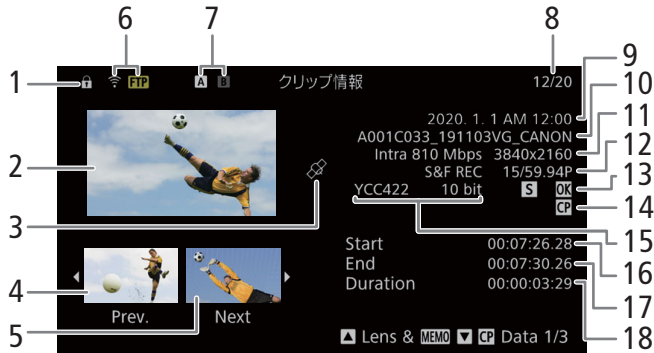 6 7 8
1 FTP A B クリップ情報 12/20 9
10
2020. 1. 1 AM 12:00 11
A001C033_191103VG_CANON 12
2 Intra 810 Mbps 3840x2160
S&F REC 15/59.94P 13
YCC422 10 bit S OK 14
CP
3 15
Start 00:07:26.28 16
4 End 00:07:30.26 17
Duration 00:00:03:29
5 Prev. Next 18
Lens & MEMO CP Data 1/3